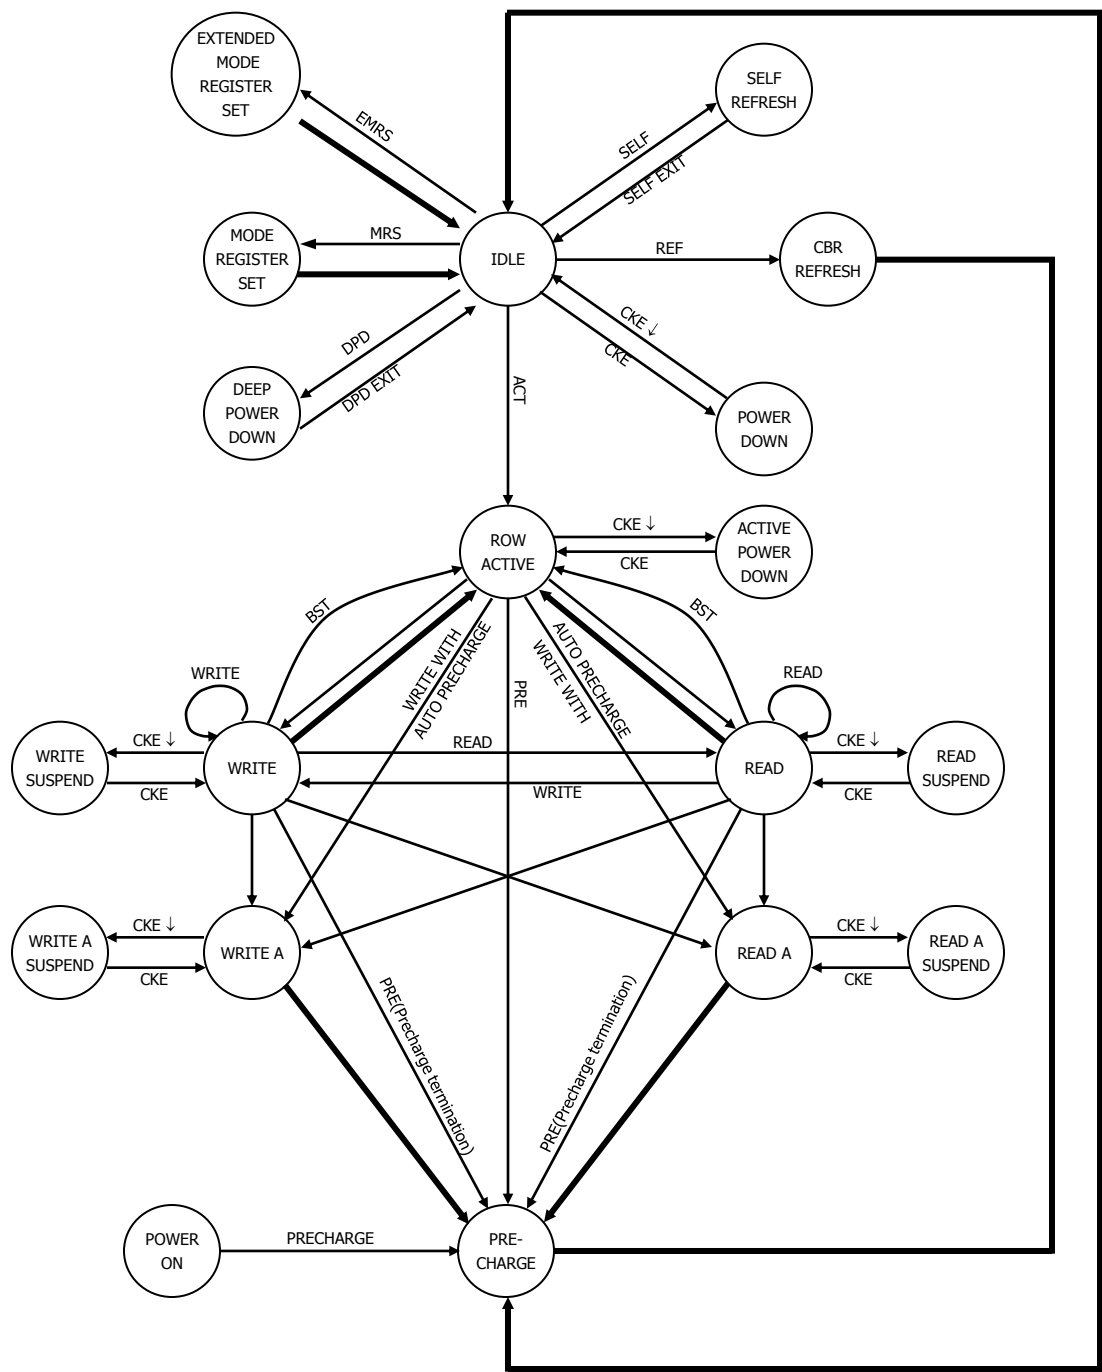 EXTENDED
MODE
REGISTER
SET
EMRS
SELF
REFRESH
SELF
SELF EXIT
MODE
REGISTER
SET
MRS
IDLE
REF
CBR
REFRESH
DPD
DPD EXIT
DEEP
POWER
DOWN
ACT
CKE ↓
CKE
POWER
DOWN
ROW
ACTIVE
CKE ↓
CKE
ACTIVE
POWER
DOWN
BST
WRITE WITH
AUTO PRECHARGE
PRE
AUTO PRECHARGE
WRITE WITH
BST
WRITE
READ
WRITE
SUSPEND
CKE ↓
CKE
WRITE
READ
WRITE
READ
CKE ↓
CKE
READ
SUSPEND
WRITE A
SUSPEND
CKE ↓
CKE
WRITE A
READ A
CKE ↓
CKE
READ A
SUSPEND
PRE(Precharge termination)
PRE(Precharge termination)
POWER
ON
PRECHARGE
PRE-
CHARGE